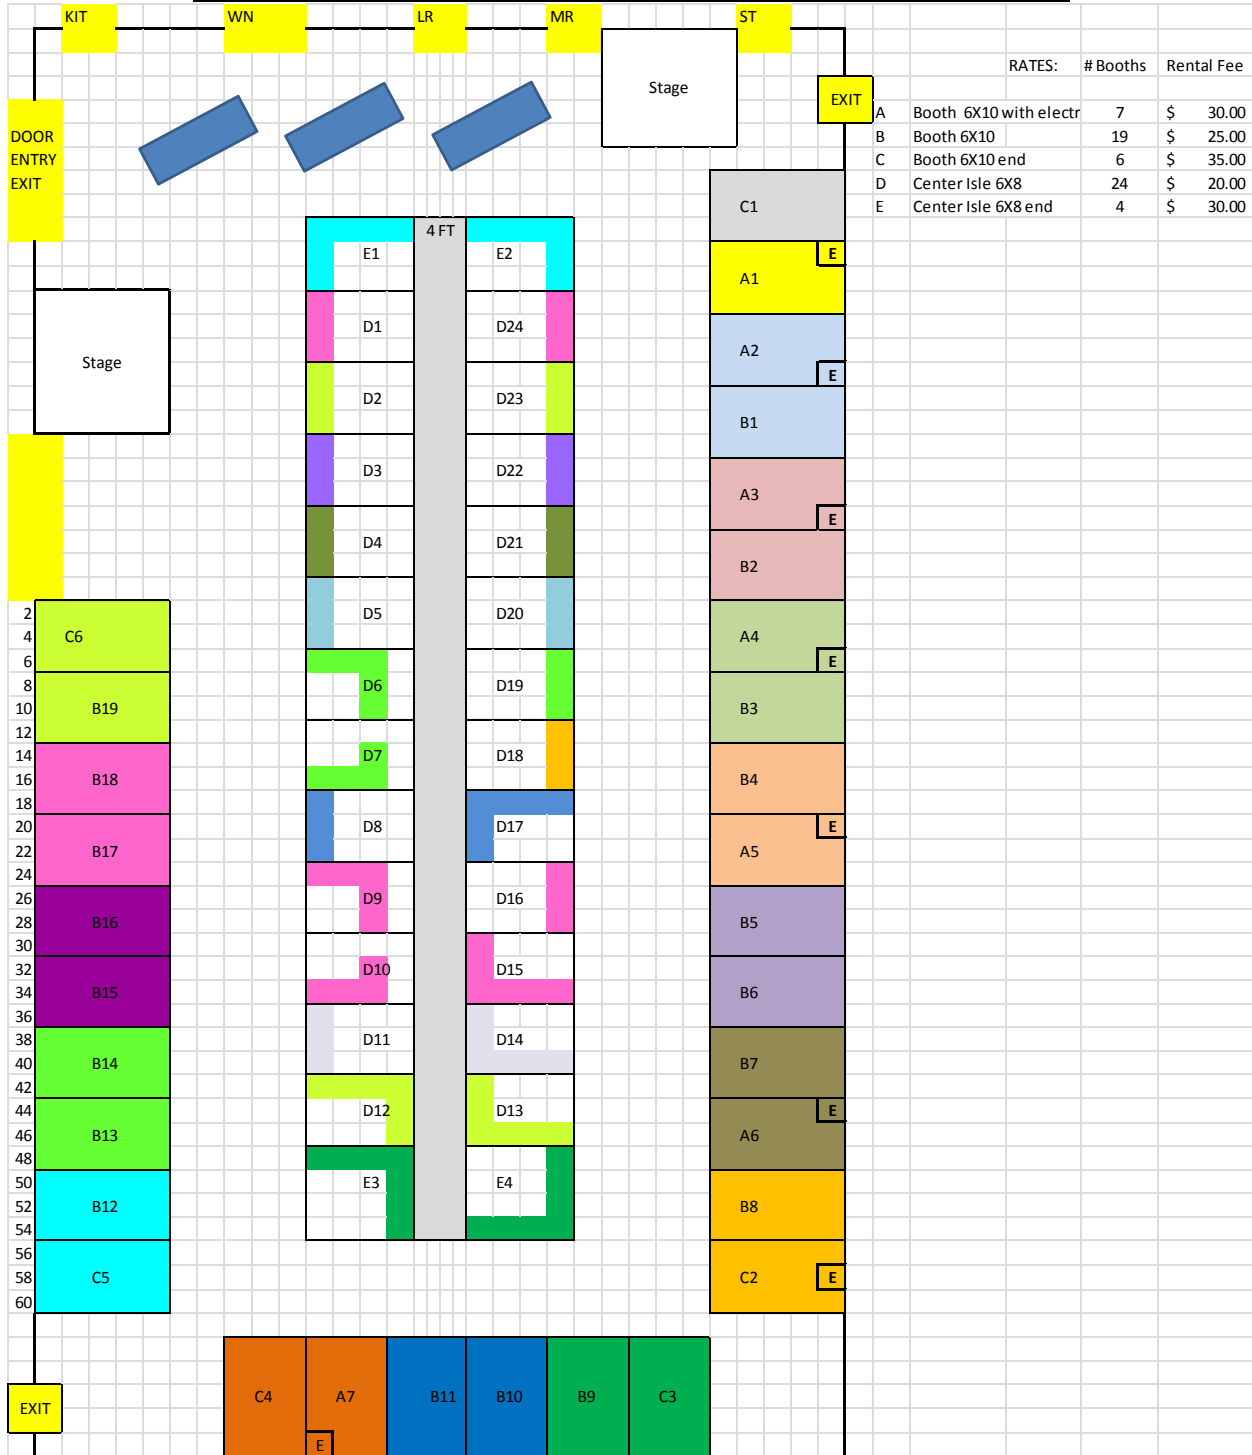 KIT WN LR MR ST
RATES: # Booths Rental Fee
Stage
EXIT
A Booth 6X10 with electr 7 $ 30.00
B Booth 6X10 19 $ 25.00
C Booth 6X10 end 6 $ 35.00
D Center Isle 6X8 24 $ 20.00
E Center Isle 6X8 end 4 $ 30.00
DOOR
ENTRY
EXIT
C1
4 FT
E1 E2 E
A1
D1 D24
A2
Stage
E
D2 D23
B1
D3 D22
A3
E
D4 D21
B2
2 D5 D20
4 C6 A4
6 E
8 D6 D19
10 B19 B3
12
14 D7 D18
16 B18 B4
18
20 D8 D17 E
22 B17 A5
24
26 D9 D16
28 B16 B5
30
32 D10 D15
34 B15 B6
36
38 D11 D14
40 B14 B7
42
44 D12 D13 E
46 B13 A6
48
50 E3 E4
52 B12 B8
54
56
58 C5 C2 E
60
C4 A7 B11 B10 B9 C3
EXIT
E